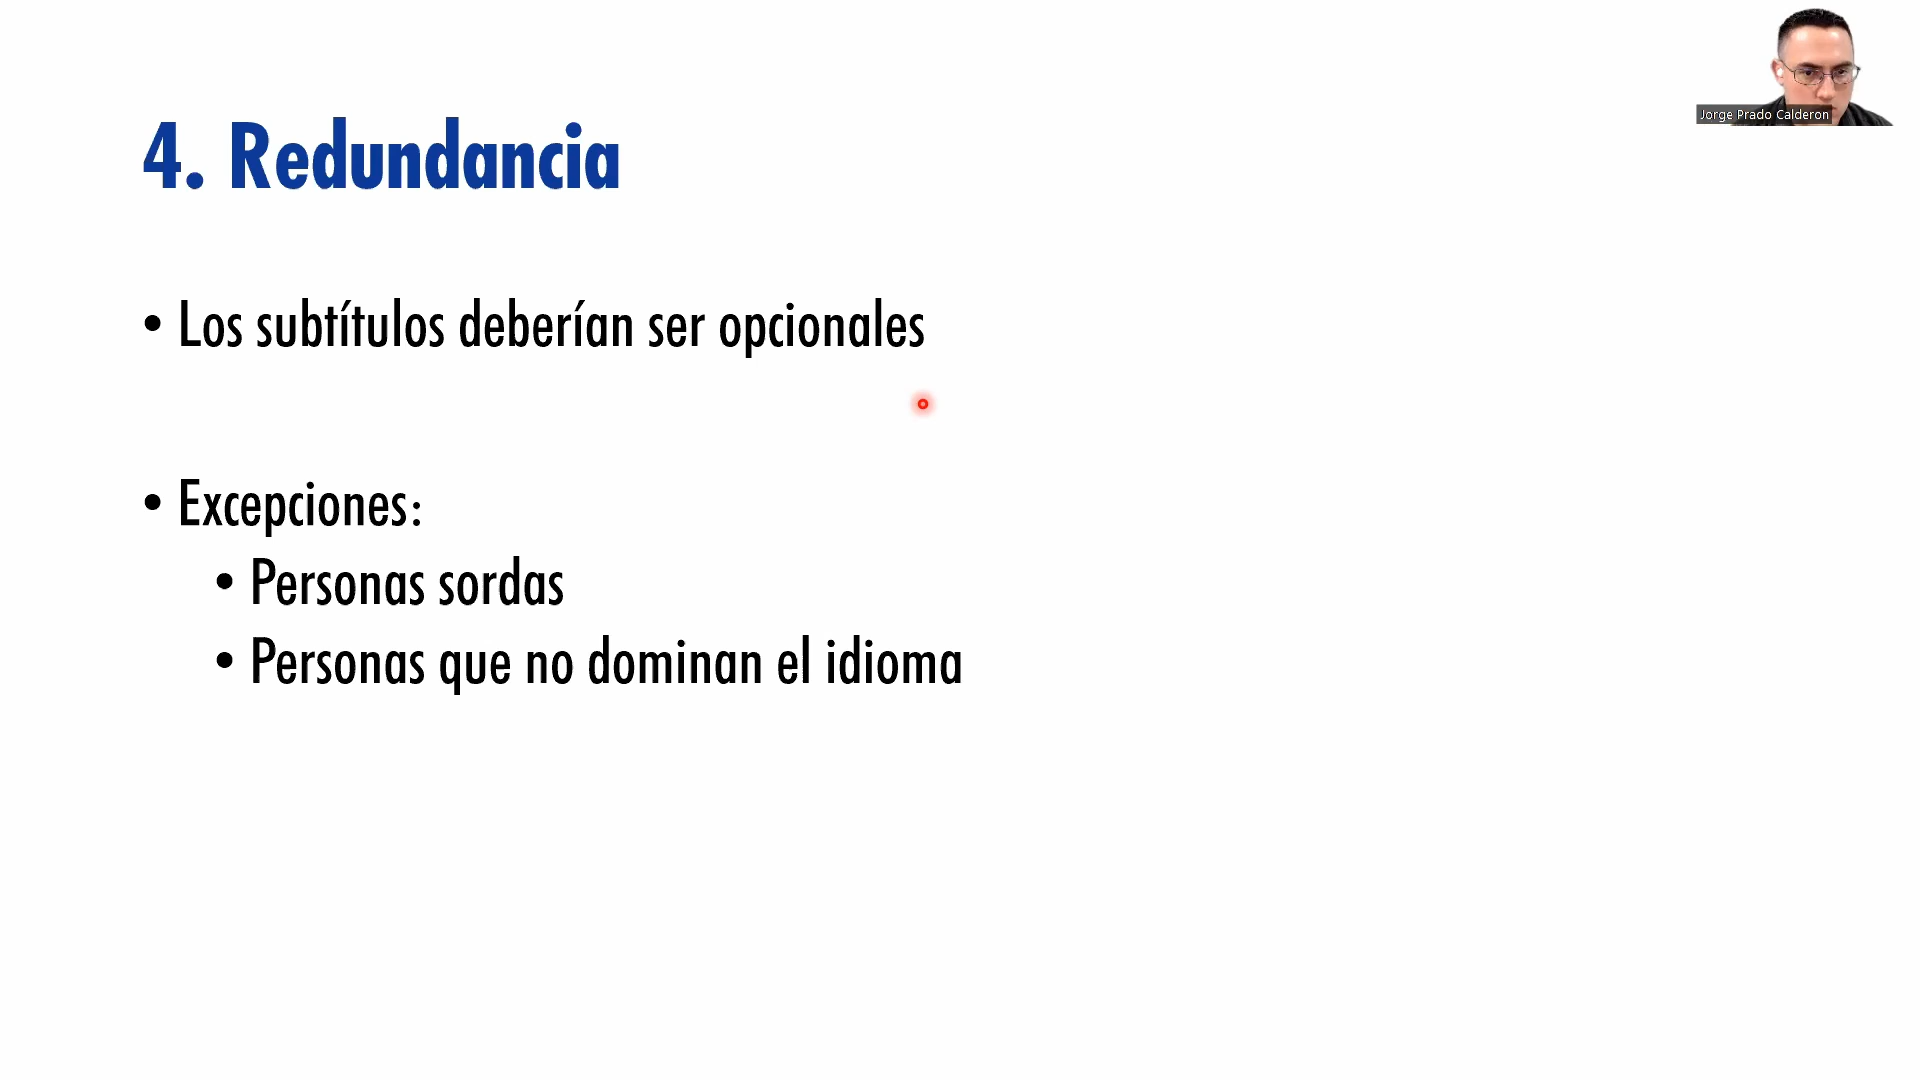 4. Redundancia
• Los subtítulos deberían ser opcionales
• Excepciones:
• Personas sordas
• Personas que no dominan el idioma
Jorge Prado Calderon